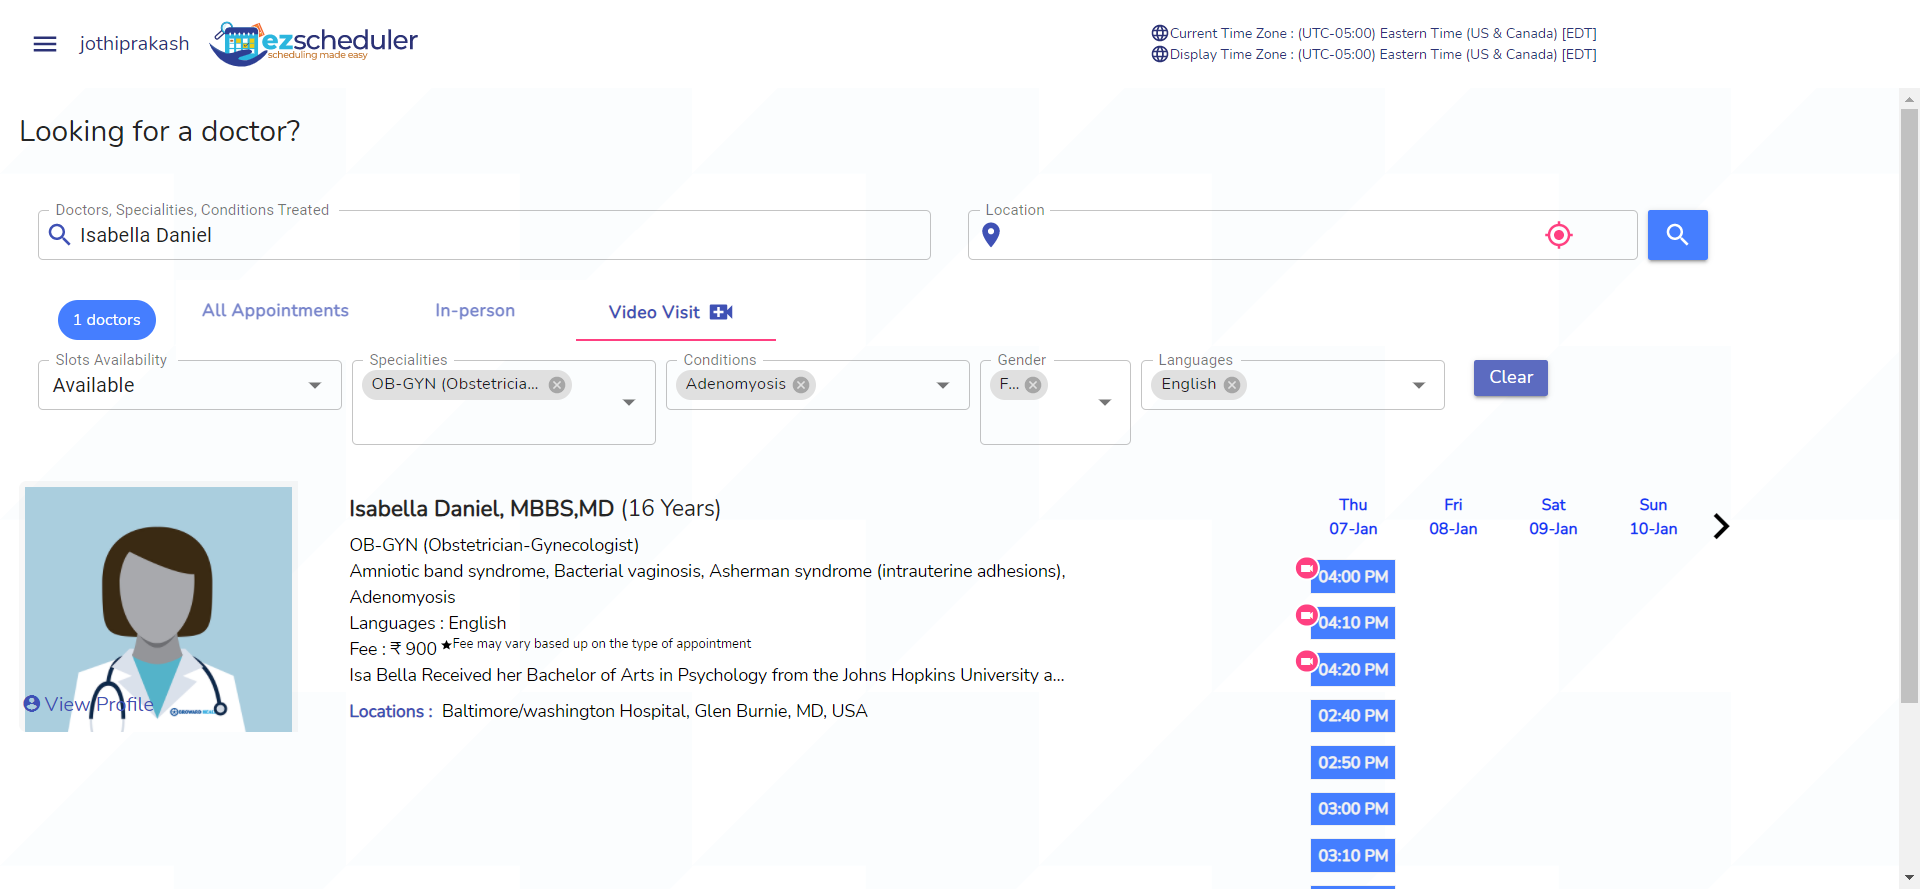 jothiprakash
ezscheduler
scheduling made easy
Current Time Zone : (UTC-05:00) Eastern Time (US & Canada) [EDT]
Display Time Zone : (UTC-05:00) Eastern Time (US & Canada) [EDT]
Looking for a doctor?
Doctors, Specialities, Conditions Treated
Isabella Daniel
Location
1 doctors
All Appointments
In-person
Video Visit
Slots Availability
Available
Specialities
OB-GYN (Obstetricia...
Conditions
Adenomyosis
Gender
F...
Languages
English
Clear
Isabella Daniel, MBBS,MD (16 Years)
OB-GYN (Obstetrician-Gynecologist)
Amniotic band syndrome, Bacterial vaginosis, Asherman syndrome (intrauterine adhesions),
Adenomyosis
Languages : English
Fee : ₹ 900 ★Fee may vary based up on the type of appointment
Isa Bella Received her Bachelor of Arts in Psychology from the Johns Hopkins University a...
Locations : Baltimore/washington Hospital, Glen Burnie, MD, USA
View Profile
Thu Fri Sat Sun
07-Jan 08-Jan 09-Jan 10-Jan
04:00 PM
04:10 PM
04:20 PM
02:40 PM
02:50 PM
03:00 PM
03:10 PM